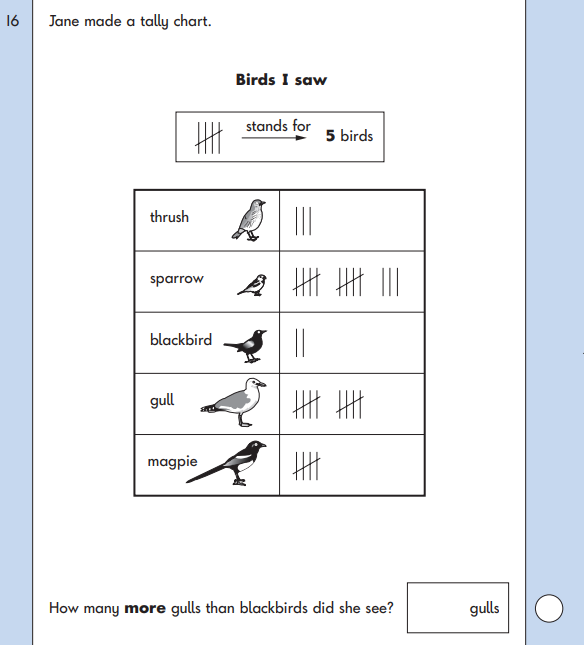 16
Jane made a tally chart.
Birds I saw
stands for
5 birds
thrush
sparrow
blackbird
gull
magpie
How many more gulls than blackbirds did she see?
gulls